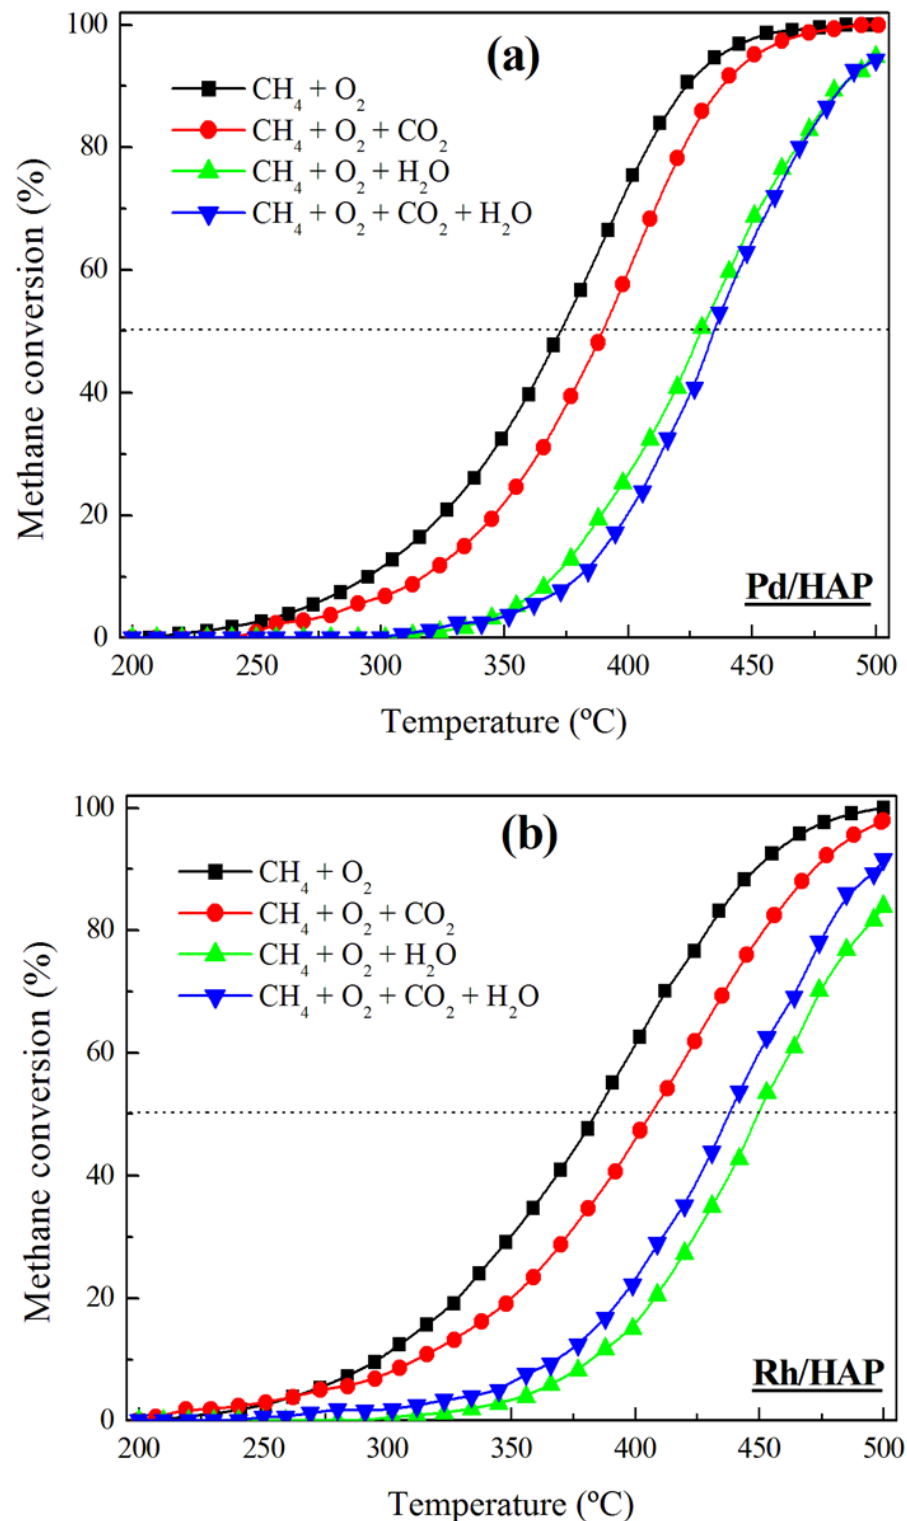 (a)
CH₄ + O₂
CH₄ + O₂ + CO₂
CH₄ + O₂ + H₂O
CH₄ + O₂ + CO₂ + H₂O
Methane conversion (%)
100
80
60
40
20
0
Pd/HAP
200 250 300 350 400 450 500
Temperature (ºC)
(b)
CH₄ + O₂
CH₄ + O₂ + CO₂
CH₄ + O₂ + H₂O
CH₄ + O₂ + CO₂ + H₂O
Methane conversion (%)
100
80
60
40
20
0
Rh/HAP
200 250 300 350 400 450 500
Temperature (ºC)